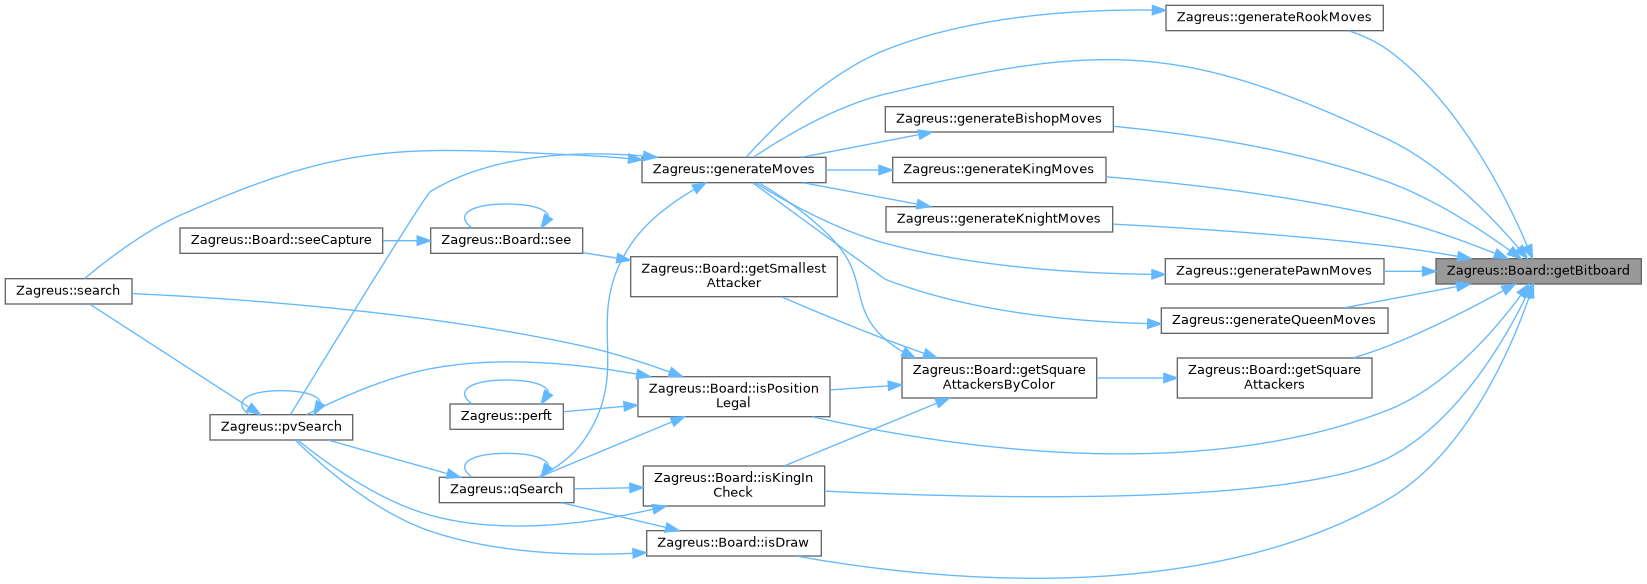 Zagreus::generateRookMoves
Zagreus::generateBishopMoves
Zagreus::generateMoves
Zagreus::generateKingMoves
Zagreus::generateKnightMoves
Zagreus::Board::seeCapture
Zagreus::Board::see
Zagreus::Board::getSmallest
Attacker
Zagreus::generatePawnMoves
Zagreus::Board::getBitboard
Zagreus::search
Zagreus::generateQueenMoves
Zagreus::Board::getSquare
AttackersByColor
Zagreus::Board::getSquare
Attackers
Zagreus::Board::isPosition
Legal
Zagreus::perft
Zagreus::pvSearch
Zagreus::qSearch
Zagreus::Board::isKingIn
Check
Zagreus::Board::isDraw